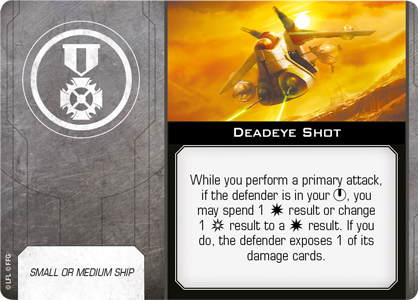 DEADEYE SHOT
While you perform a primary attack,
if the defender is in your , you
may spend 1 result or change
1 result to a result. If you
do, the defender exposes 1 of its
damage cards.
SMALL OR MEDIUM SHIP
© LFL © FFG